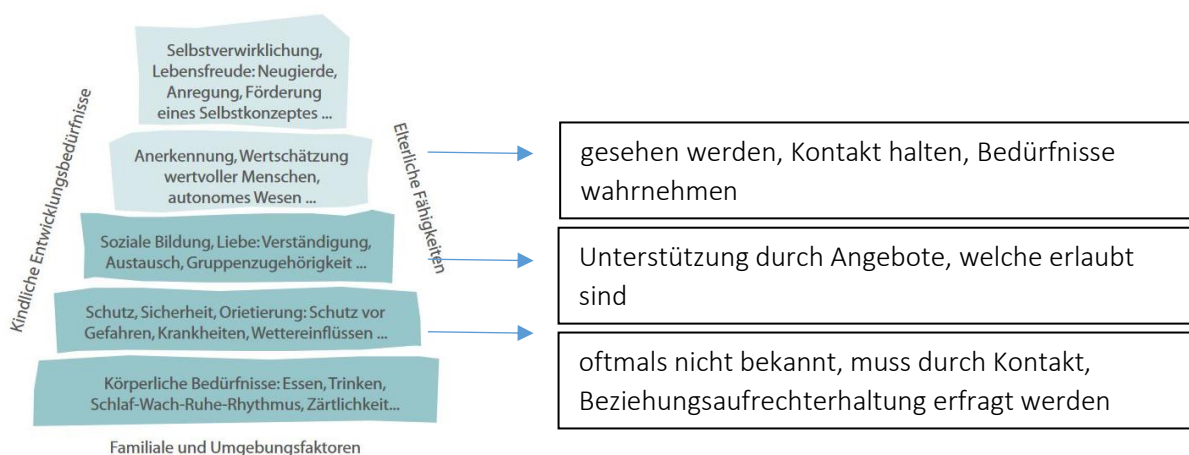 Selbstverwirklichung,
Lebensfreude: Neugierde,
Anregung, Förderung
eines Selbstkonzeptes ...
Anerkennung, Wertschätzung
wertvoller Menschen,
autonomes Wesen ...
Soziale Bildung, Liebe: Verständigung,
Austausch, Gruppenzugehörigkeit ...
Schutz, Sicherheit, Orietierung: Schutz vor
Gefahren, Krankheiten, Wettereinflüssen ...
Körperliche Bedürfnisse: Essen, Trinken,
Schlaf-Wach-Ruhe-Rhythmus, Zärtlichkeit...
Kindliche Entwicklungsbedürfnisse
Elterliche Fähigkeiten
Familiale und Umgebungsfaktoren
gesehen werden, Kontakt halten, Bedürfnisse
wahrnehmen
Unterstützung durch Angebote, welche erlaubt
sind
oftmals nicht bekannt, muss durch Kontakt,
Beziehungsaufrechterhaltung erfragt werden